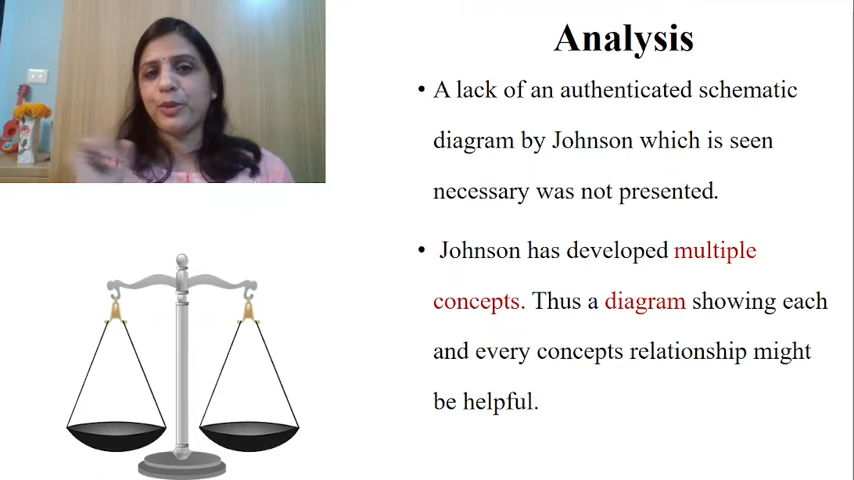 Analysis
• A lack of an authenticated schematic
diagram by Johnson which is seen
necessary was not presented.
• Johnson has developed multiple
concepts. Thus a diagram showing each
and every concepts relationship might
be helpful.